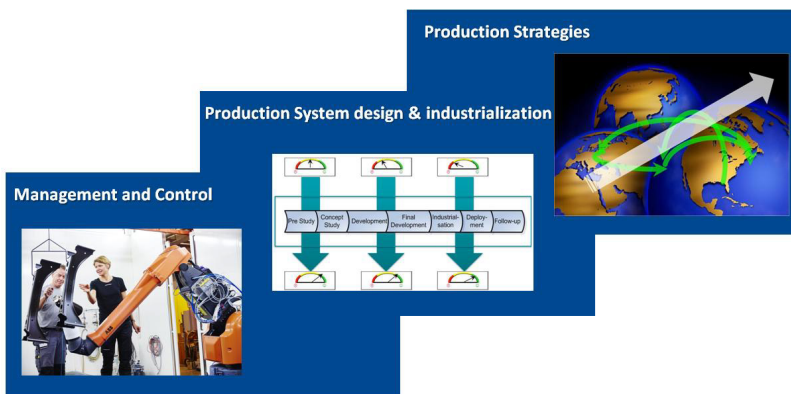 Production Strategies
Production System design & industrialization
Management and Control
Pre Study
Concept
Study
Development
Final
Development
Industrial-
isation
Deploy-
ment
Follow-up
ABB